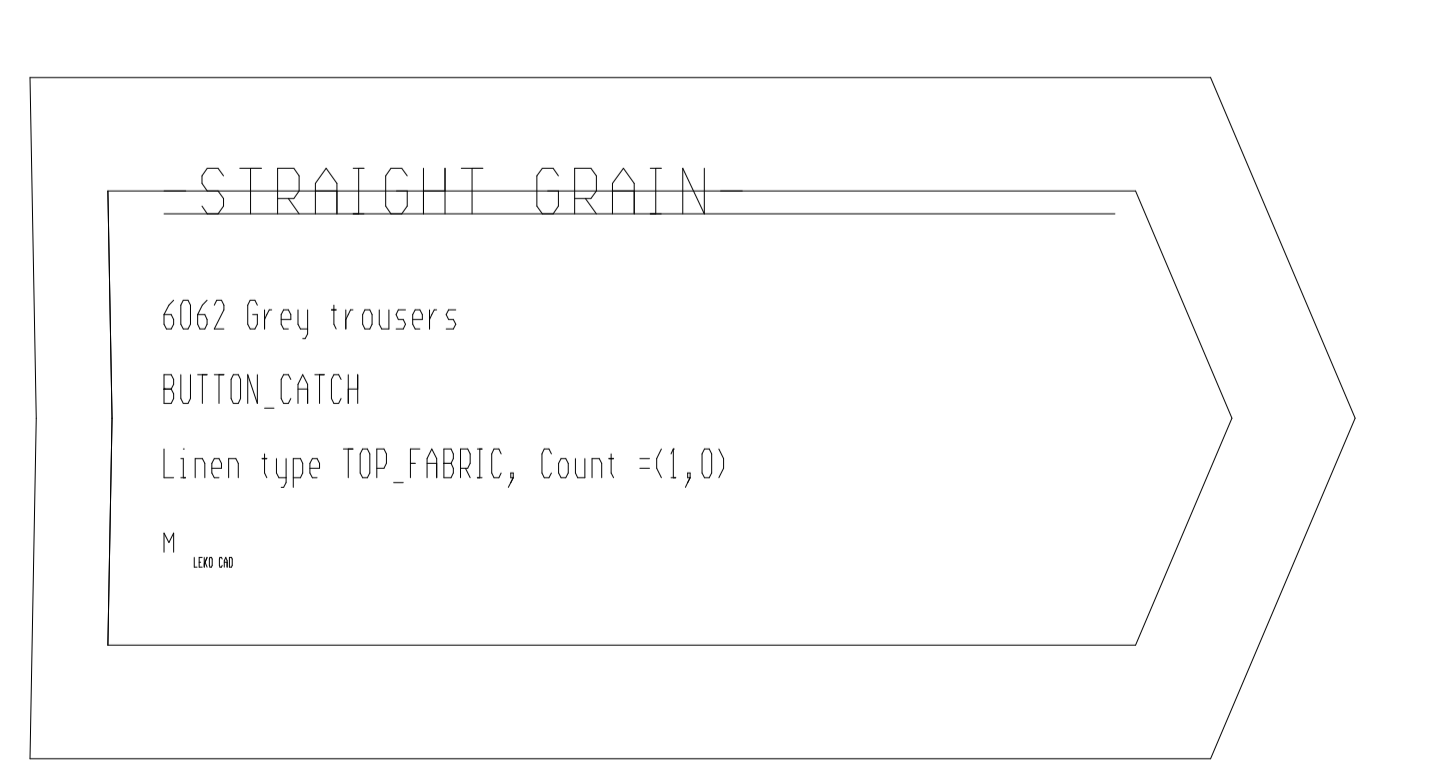 - STRAIGHT GRAIN -
6062 Grey trousers
BUTTON_CATCH
Linen type TOP_FABRIC, Count =(1,0)
M
LEKO CAD